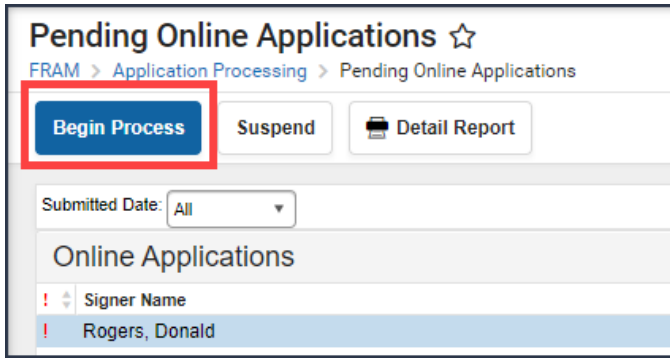 Pending Online Applications
FRAM > Application Processing > Pending Online Applications
Begin Process Suspend Detail Report
Submitted Date: All
Online Applications
! Signer Name
! Rogers, Donald